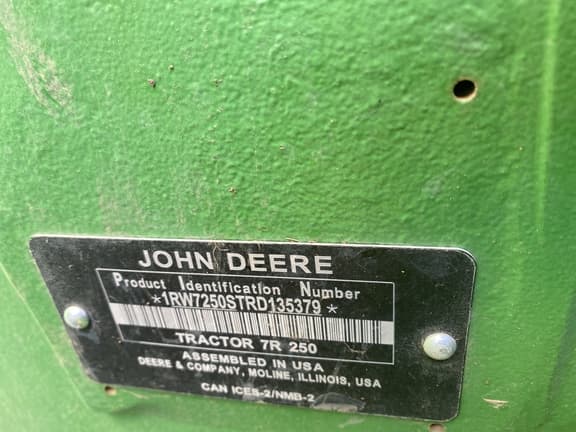 JOHN DEERE
Product Identification Number
*1RW7250STRD135379*
TRACTOR 7R 250
ASSEMBLED IN USA
DEERE & COMPANY, MOLINE, ILLINOIS, USA
CAN ICES-2/NMB-2